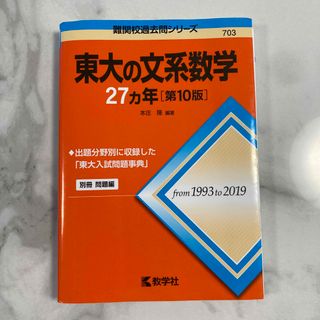 難関校過去問シリーズ
703
東大の文系数学
27カ年[第10版]
本庄 隆 編著
◆出題分野別に収録した
「東大入試問題事典」
別冊 問題編
from 1993 to 2019
教学社